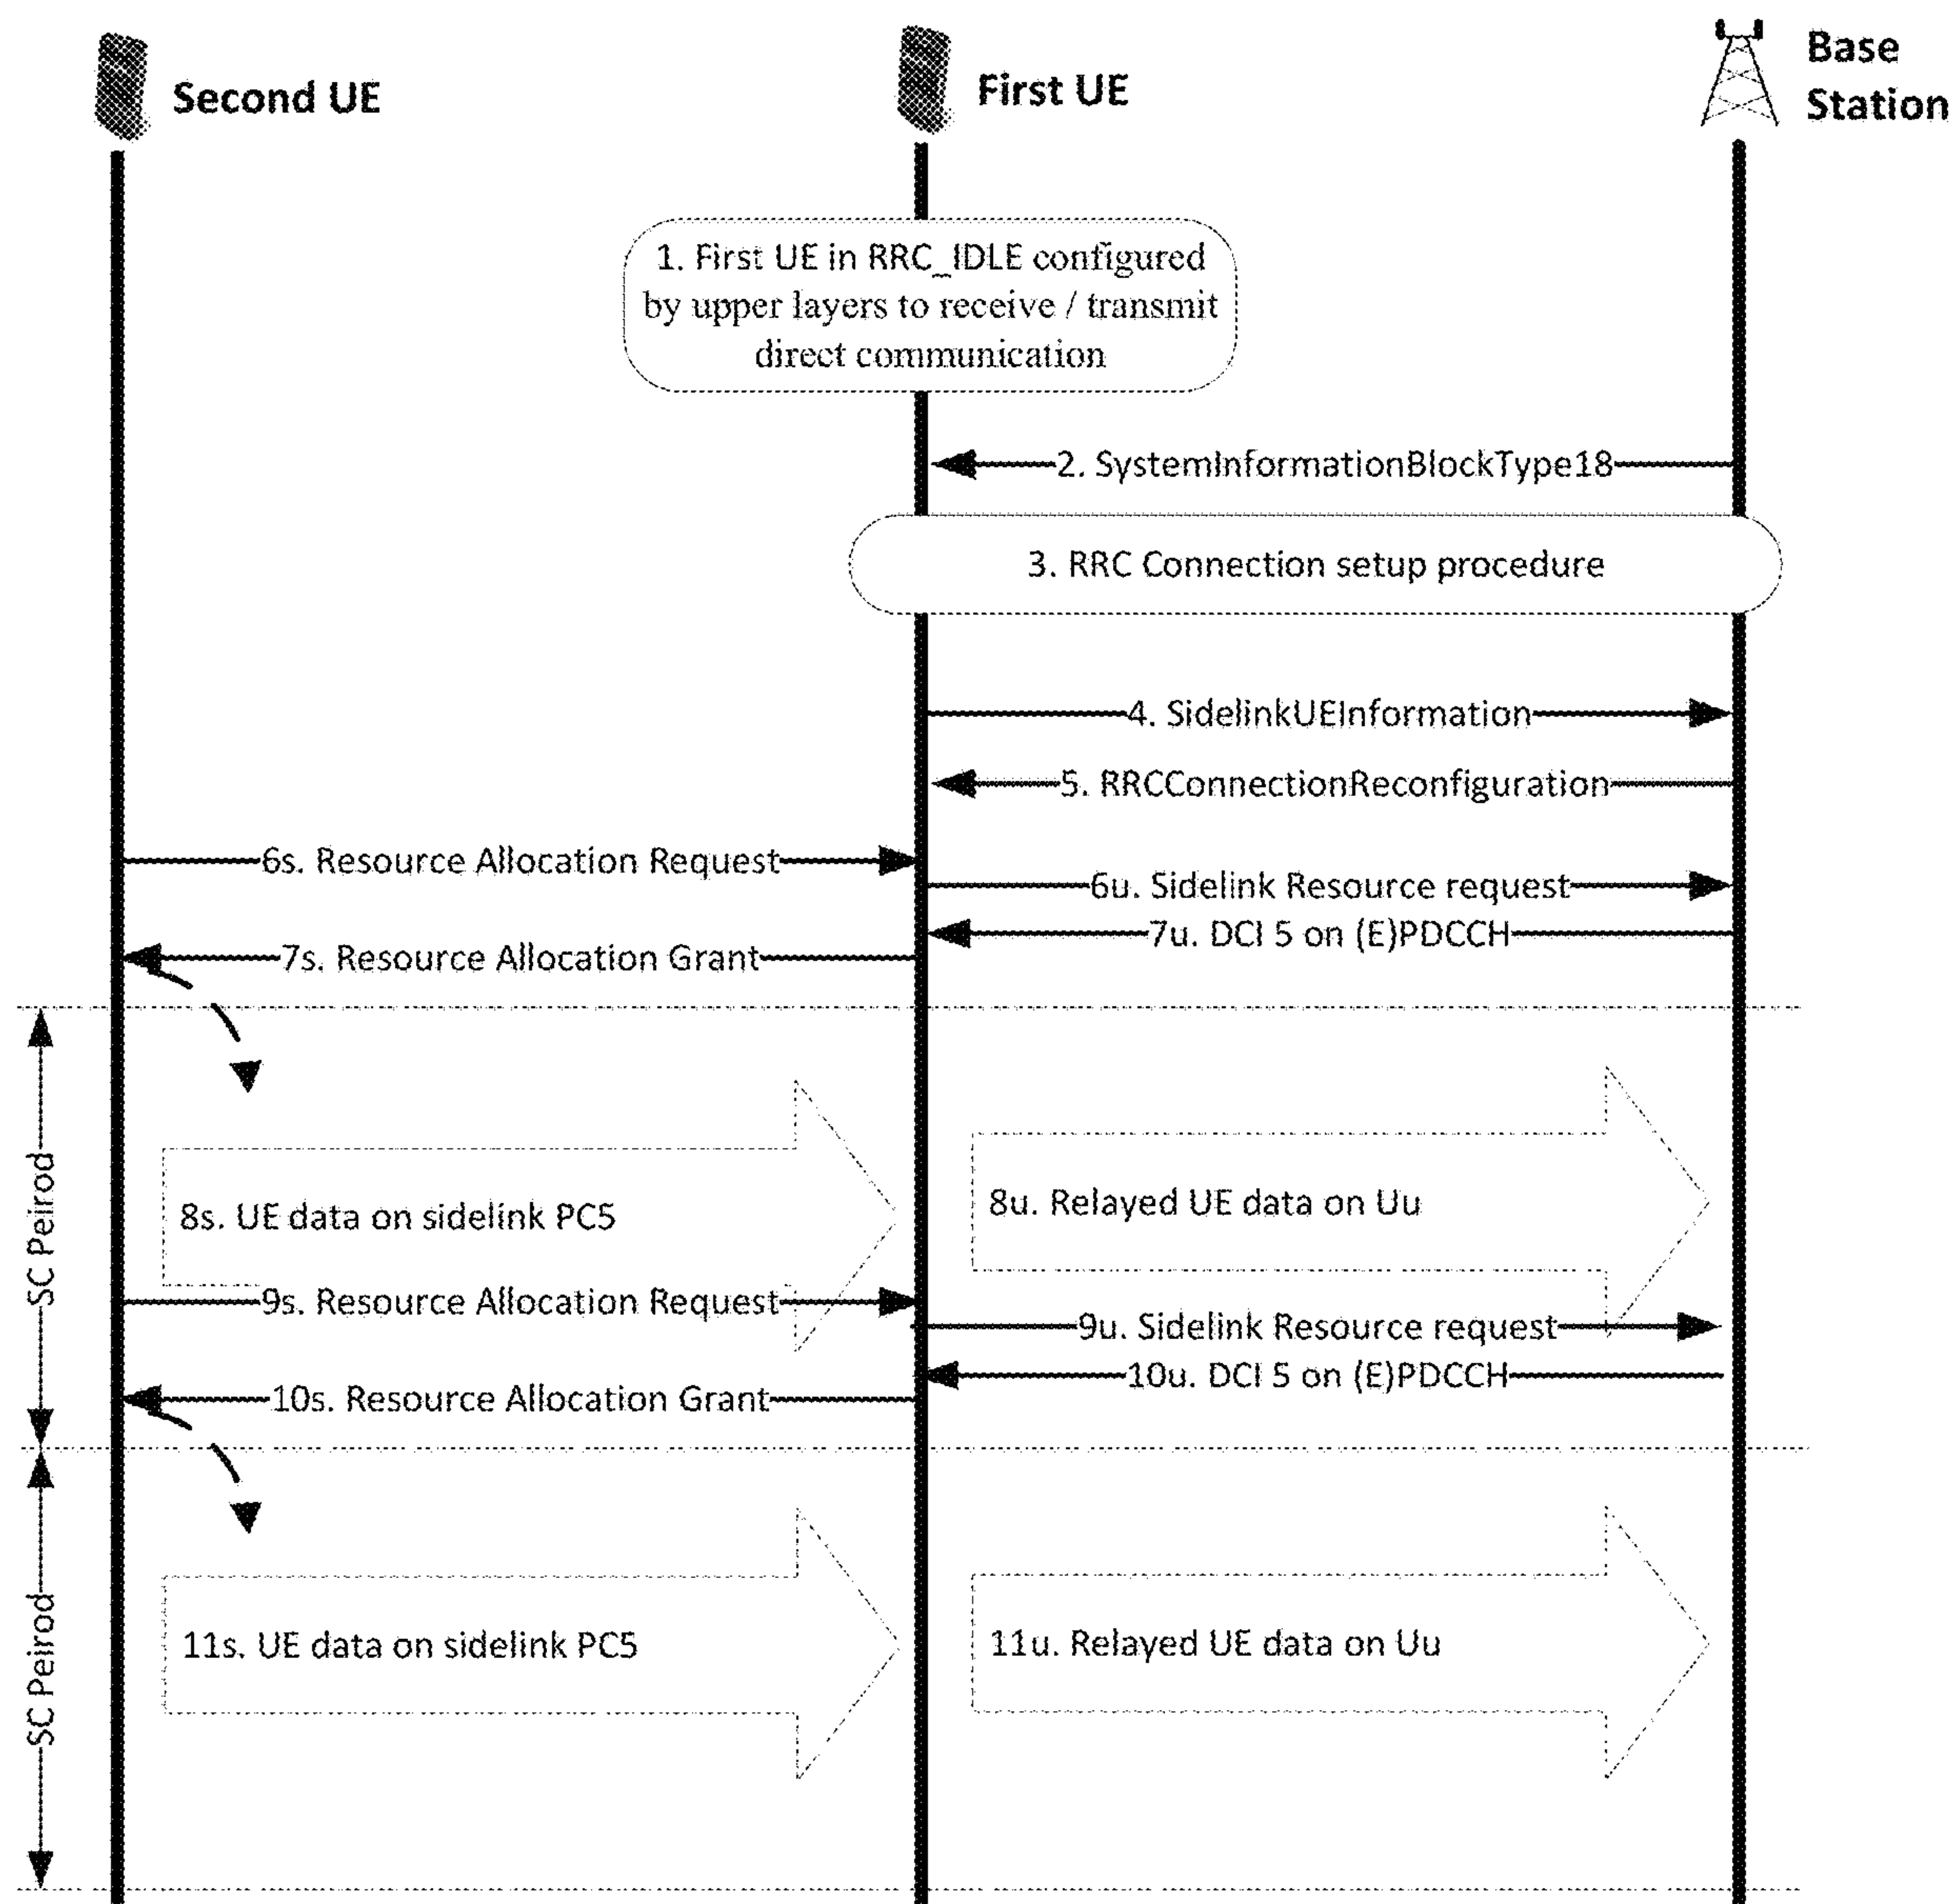 Second UE
First UE
Base
Station
1. First UE in RRC_IDLE configured
by upper layers to receive / transmit
direct communication
2. SystemInformationBlockType18
3. RRC Connection setup procedure
4. SidelinkUEInformation
5. RRCConnectionReconfiguration
6s. Resource Allocation Request
6u. Sidelink Resource request
7u. DCI 5 on (E)PDCCH
7s. Resource Allocation Grant
SC Peirod
8s. UE data on sidelink PC5
8u. Relayed UE data on Uu
9s. Resource Allocation Request
9u. Sidelink Resource request
10u. DCI 5 on (E)PDCCH
10s. Resource Allocation Grant
SC Peirod
11s. UE data on sidelink PC5
11u. Relayed UE data on Uu